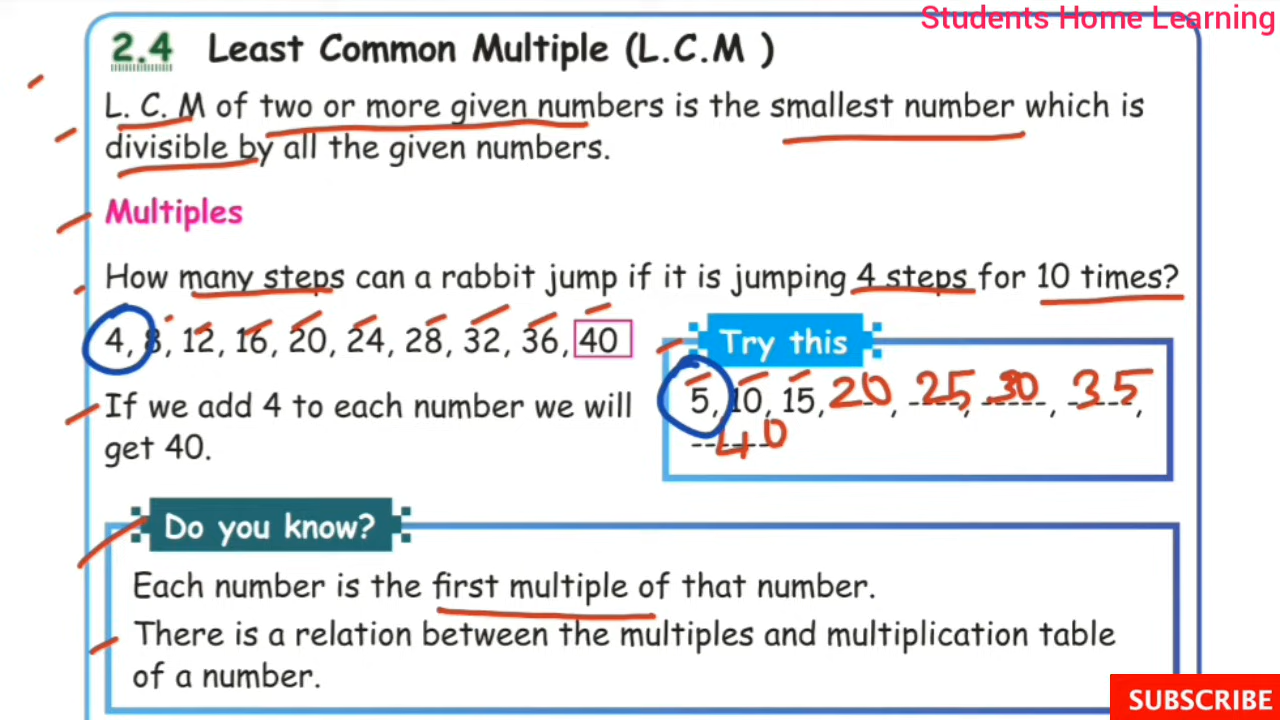 Students Home Learning
2.4 Least Common Multiple (L.C.M )
L. C. M of two or more given numbers is the smallest number which is
divisible by all the given numbers.
Multiples
How many steps can a rabbit jump if it is jumping 4 steps for 10 times?
4, 8, 12, 16, 20, 24, 28, 32, 36, 40
Try this
5, 10, 15, 20, 25, 30, 35,
40
If we add 4 to each number we will
get 40.
Do you know?
Each number is the first multiple of that number.
There is a relation between the multiples and multiplication table
of a number.
SUBSCRIBE